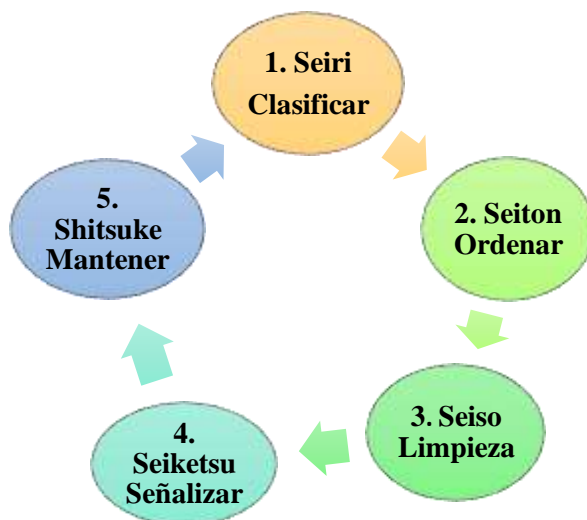 1. Seiri
Clasificar
2. Seiton
Ordenar
3. Seiso
Limpieza
4.
Seiketsu
Señalizar
5.
Shitsuke
Mantener